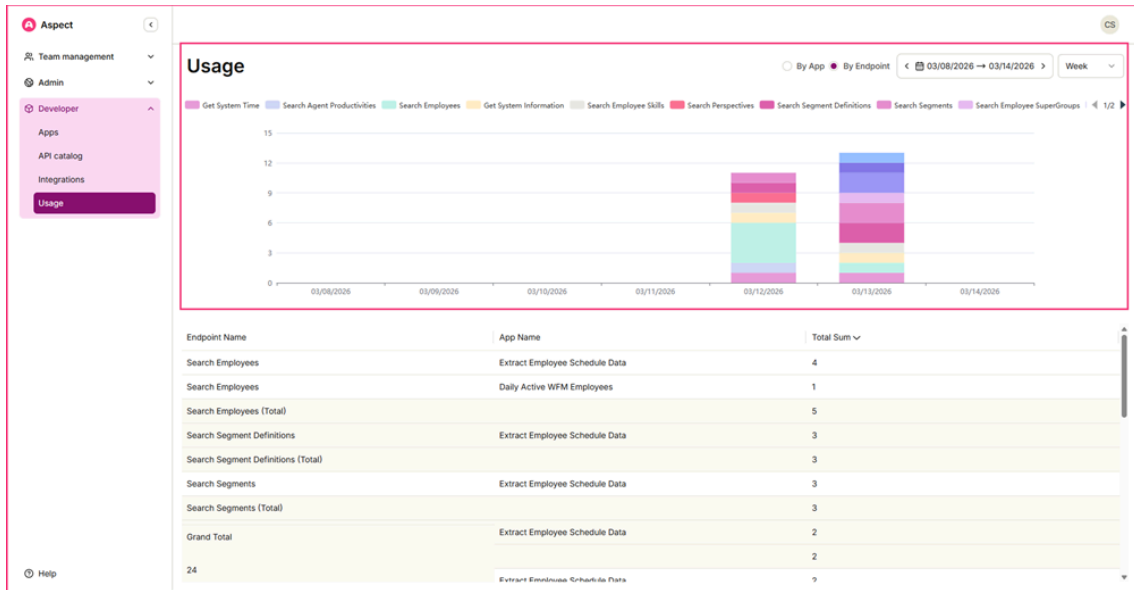 Aspect
CS
Team management
Admin
Developer
Apps
API catalog
Integrations
Usage
Help
Usage
By App By Endpoint 03/08/2026 → 03/14/2026 Week
Get System Time Search Agent Productivities Search Employees Get System Information Search Employee Skills Search Perspectives Search Segment Definitions Search Segments Search Employee SuperGroups 1/2
15
12
9
6
3
0
03/08/2026 03/09/2026 03/10/2026 03/11/2026 03/12/2026 03/13/2026 03/14/2026
Endpoint Name App Name Total Sum
Search Employees Extract Employee Schedule Data 4
Search Employees Daily Active WFM Employees 1
Search Employees (Total) 5
Search Segment Definitions Extract Employee Schedule Data 3
Search Segment Definitions (Total) 3
Search Segments Extract Employee Schedule Data 3
Search Segments (Total) 3
Grand Total Extract Employee Schedule Data 2
2
24
Extract Employee Schedule Data 2